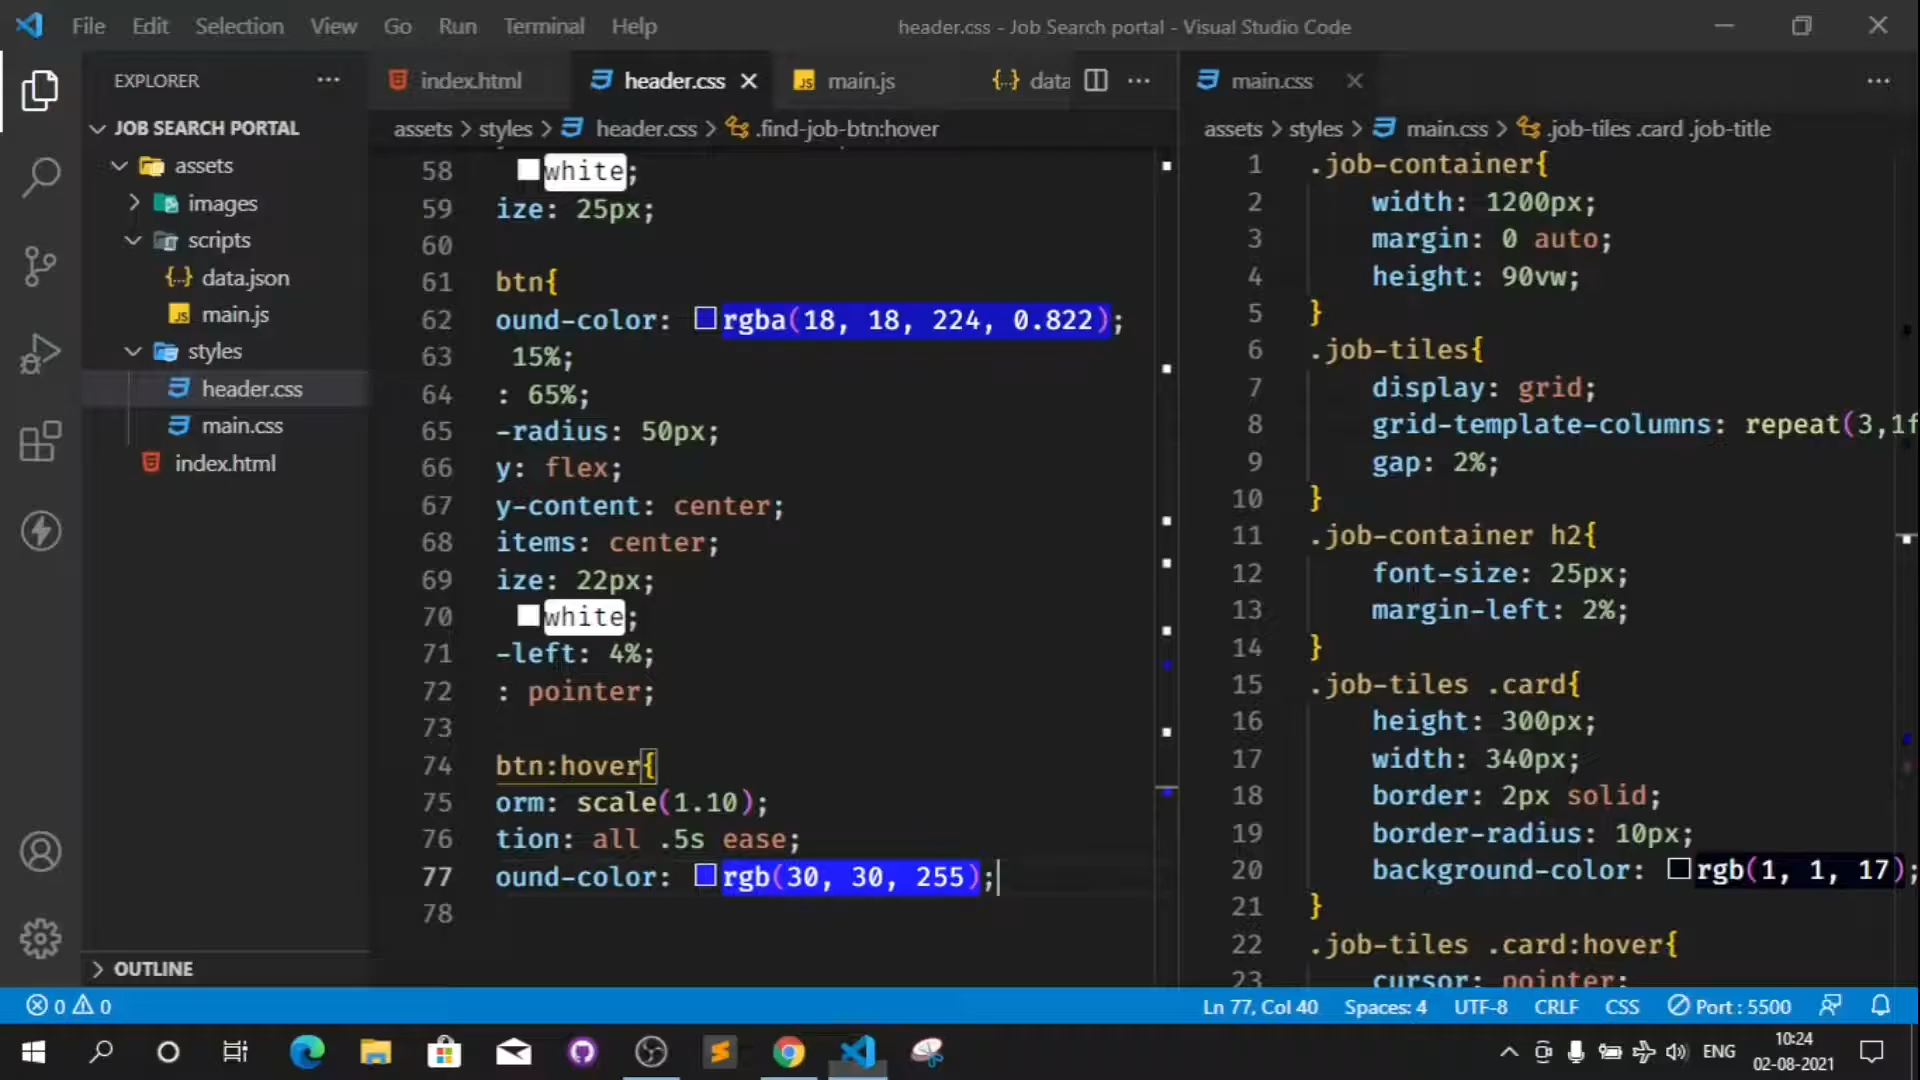 File Edit Selection View Go Run Terminal Help
header.css - Job Search portal - Visual Studio Code
EXPLORER
JOB SEARCH PORTAL
assets
images
scripts
data.json
main.js
styles
header.css
main.css
index.html
OUTLINE
index.html header.css main.js data
assets > styles > header.css > .find-job-btn:hover
58 white;
59 ize: 25px;
60
61 btn{
62 ound-color: rgba(18, 18, 224, 0.822);
63 15%;
64 : 65%;
65 -radius: 50px;
66 y: flex;
67 y-content: center;
68 items: center;
69 ize: 22px;
70 white;
71 -left: 4%;
72 : pointer;
73
74 btn:hover{
75 orm: scale(1.10);
76 tion: all .5s ease;
77 ound-color: rgb(30, 30, 255);
78
main.css
assets > styles > main.css > .job-tiles .card .job-title
1 .job-container{
2 width: 1200px;
3 margin: 0 auto;
4 height: 90vw;
5 }
6 .job-tiles{
7 display: grid;
8 grid-template-columns: repeat(3,1f
9 gap: 2%;
10 }
11 .job-container h2{
12 font-size: 25px;
13 margin-left: 2%;
14 }
15 .job-tiles .card{
16 height: 300px;
17 width: 340px;
18 border: 2px solid;
19 border-radius: 10px;
20 background-color: rgb(1, 1, 17);
21 }
22 .job-tiles .card:hover{
23 cursor: pointer;
0 0 Ln 77, Col 40 Spaces: 4 UTF-8 CRLF CSS Port : 5500
ENG
10:24
02-08-2021